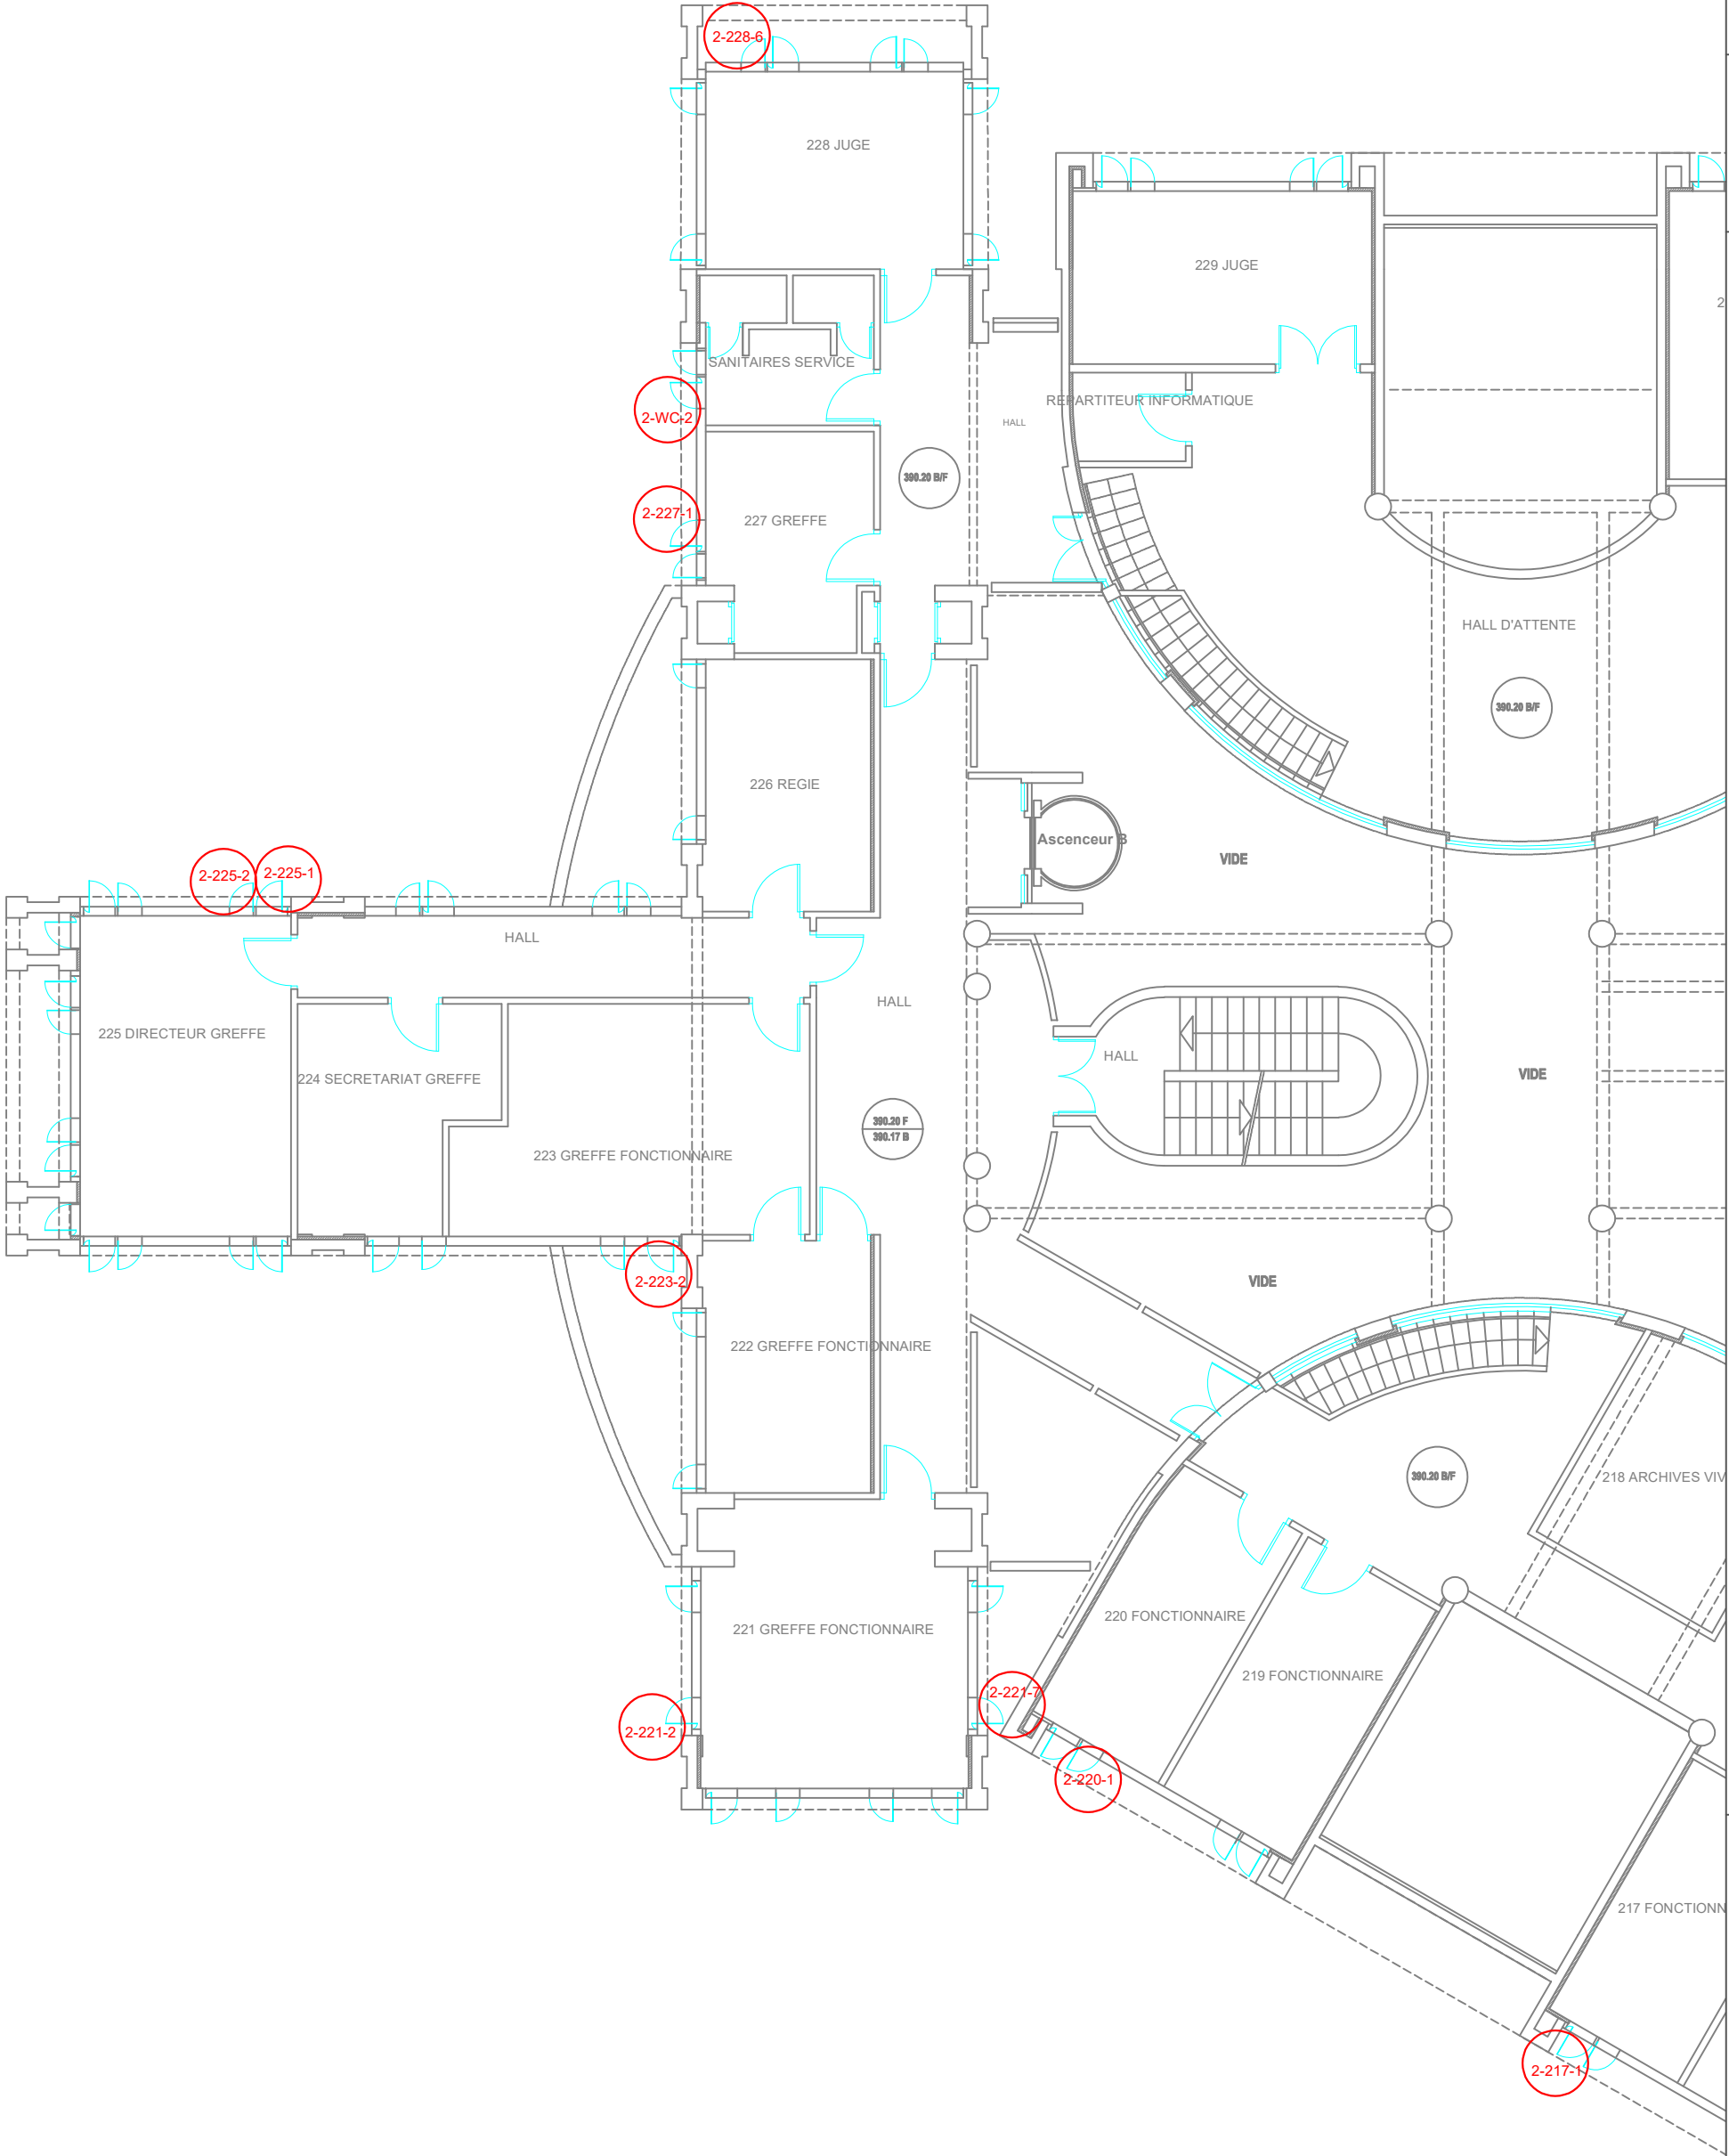 2-228-6
228 JUGE
229 JUGE
2
SANITAIRES SERVICE
REPARTITEUR INFORMATIQUE
2-WC-2
HALL
390.20 B/F
2-227-1
227 GREFFE
HALL D'ATTENTE
390.20 B/F
226 REGIE
Ascenceur B
VIDE
2-225-2
2-225-1
HALL
HALL
225 DIRECTEUR GREFFE
HALL
224 SECRETARIAT GREFFE
VIDE
390.20 F
390.17 B
223 GREFFE FONCTIONNAIRE
2-223-2
VIDE
222 GREFFE FONCTIONNAIRE
390.20 B/F
218 ARCHIVES VIV
220 FONCTIONNAIRE
221 GREFFE FONCTIONNAIRE
219 FONCTIONNAIRE
2-221-7
2-221-2
2-220-1
217 FONCTIONN
2-217-1